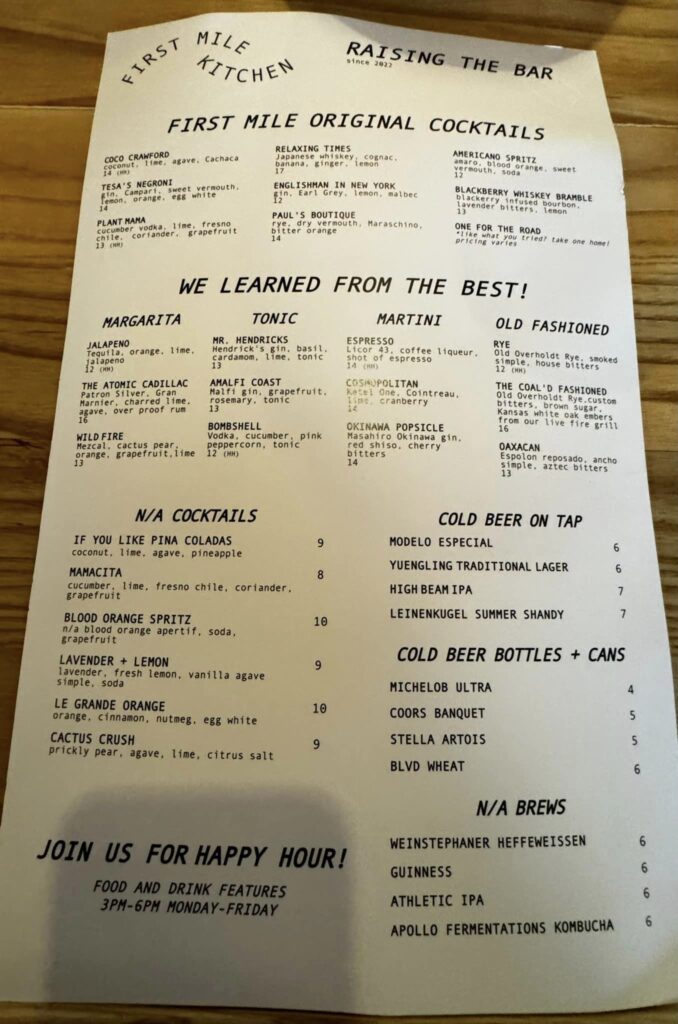 FIRST MILE
KITCHEN
RAISING THE BAR
since 2022
FIRST MILE ORIGINAL COCKTAILS
COCO CRAWFORD
coconut, lime, agave, Cachaca
14 (HH)
TESA'S NEGRONI
gin, Campari, sweet vermouth,
lemon, orange, egg white
14
PLANT MAMA
cucumber vodka, lime, fresno
chile, coriander, grapefruit
13 (HH)
RELAXING TIMES
Japanese whiskey, cognac,
banana, ginger, lemon
17
ENGLISHMAN IN NEW YORK
gin, Earl Grey, lemon, malbec
12
PAUL'S BOUTIQUE
rye, dry vermouth, Maraschino,
bitter orange
14
AMERICANO SPRITZ
amaro, blood orange, sweet
vermouth, soda
12
BLACKBERRY WHISKEY BRAMBLE
blackerry infused bourbon,
lavender bitters, lemon
13
ONE FOR THE ROAD
*like what you tried? take one home!
pricing varies
WE LEARNED FROM THE BEST!
MARGARITA
JALAPENO
Tequila, orange, lime,
jalapeno
12 (HH)
THE ATOMIC CADILLAC
Patron Silver, Gran
Marnier, charred lime,
agave, over proof rum
16
WILD FIRE
Mezcal, cactus pear,
orange, grapefruit,lime
13
TONIC
MR. HENDRICKS
Hendrick's gin, basil,
cardamom, lime, tonic
13
AMALFI COAST
Malfi gin, grapefruit,
rosemary, tonic
13
BOMBSHELL
Vodka, cucumber, pink
peppercorn, tonic
12 (HH)
MARTINI
ESPRESSO
Licor 43, coffee liqueur,
shot of espresso
14 (HH)
COSMOPOLITAN
Ketel One, Cointreau,
lime, cranberry
14
OKINAWA POPSICLE
Masahiro Okinawa gin,
red shiso, cherry
bitters
14
OLD FASHIONED
RYE
Old Overholdt Rye, smoked
simple, house bitters
12 (HH)
THE COAL'D FASHIONED
Old Overholdt Rye,custom
bitters, brown sugar,
Kansas white oak embers
from our live fire grill
16
OAXACAN
Espolon reposado, ancho
simple, aztec bitters
13
N/A COCKTAILS
IF YOU LIKE PINA COLADAS 9
coconut, lime, agave, pineapple
MAMACITA 8
cucumber, lime, fresno chile, coriander,
grapefruit
BLOOD ORANGE SPRITZ 10
n/a blood orange apertif, soda,
grapefruit
LAVENDER + LEMON 9
lavender, fresh lemon, vanilla agave
simple, soda
LE GRANDE ORANGE 10
orange, cinnamon, nutmeg, egg white
CACTUS CRUSH 9
prickly pear, agave, lime, citrus salt
JOIN US FOR HAPPY HOUR!
FOOD AND DRINK FEATURES
3PM-6PM MONDAY-FRIDAY
COLD BEER ON TAP
MODELO ESPECIAL 6
YUENGLING TRADITIONAL LAGER 6
HIGH BEAM IPA 7
LEINENKUGEL SUMMER SHANDY 7
COLD BEER BOTTLES + CANS
MICHELOB ULTRA 4
COORS BANQUET 5
STELLA ARTOIS 5
BLVD WHEAT 6
N/A BREWS
WEINSTEPHANER HEFFEWEISSEN 6
GUINNESS 6
ATHLETIC IPA 6
APOLLO FERMENTATIONS KOMBUCHA 6